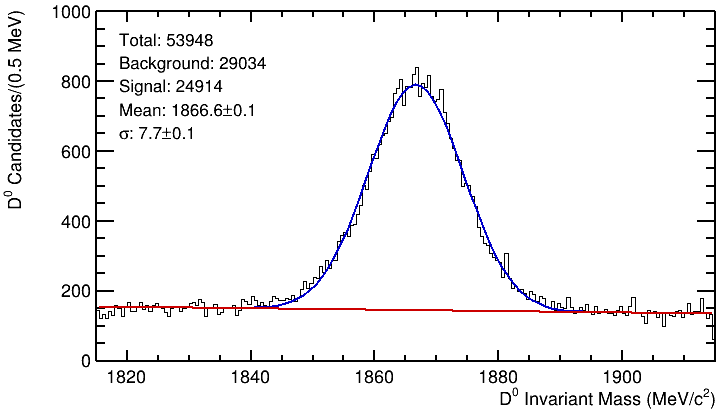 D⁰ Candidates/(0.5 MeV)
1000
800
600
400
200
0
Total: 53948
Background: 29034
Signal: 24914
Mean: 1866.6±0.1
σ: 7.7±0.1
1820 1840 1860 1880 1900
D⁰ Invariant Mass (MeV/c²)